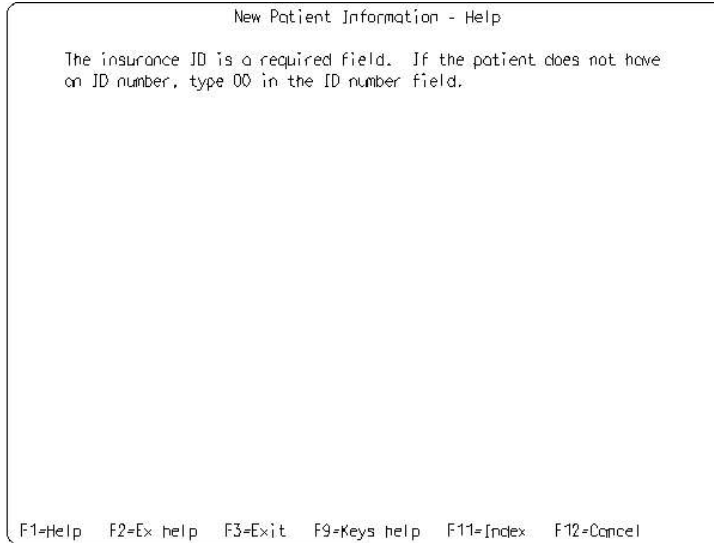 New Patient Information - Help
The insurance ID is a required field. If the patient does not have
an ID number, type 00 in the ID number field.
F1=Help F2=Ex help F3=Exit F9=Keys help F11=Index F12=Cancel